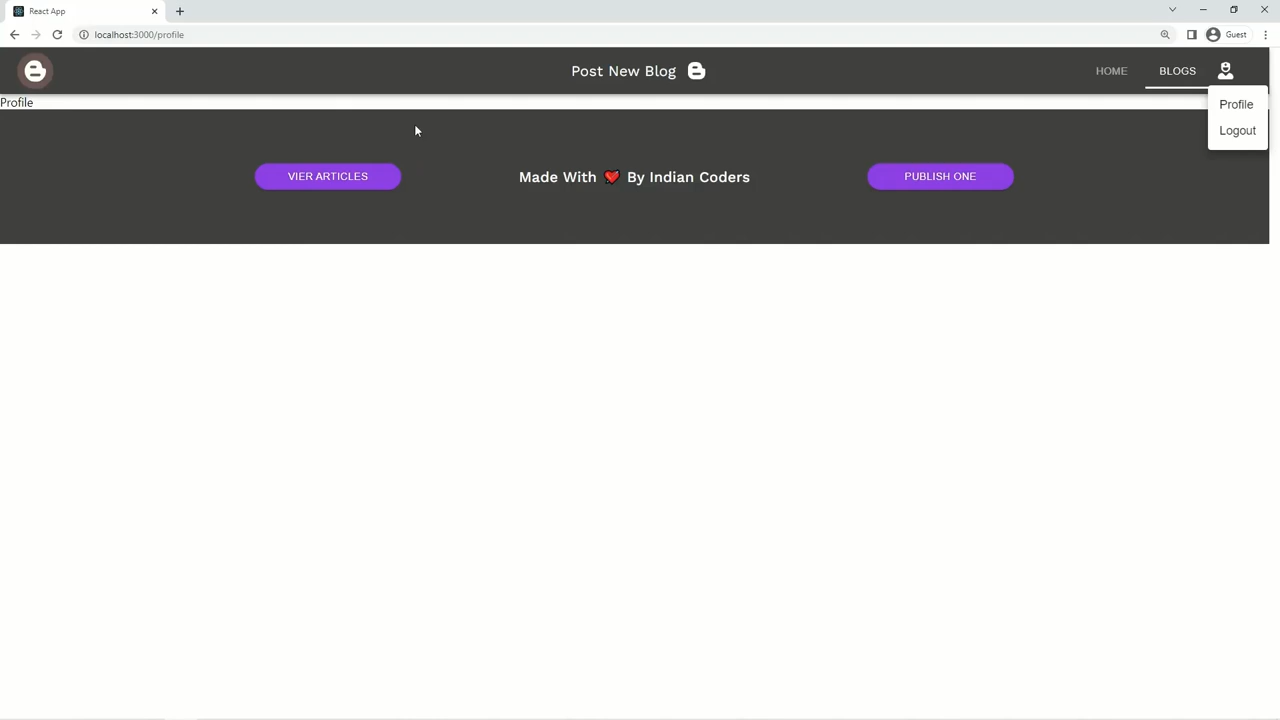 React App
localhost:3000/profile
Guest
Post New Blog
HOME
BLOGS
Profile
Profile
Logout
VIER ARTICLES
Made With ❤ By Indian Coders
PUBLISH ONE